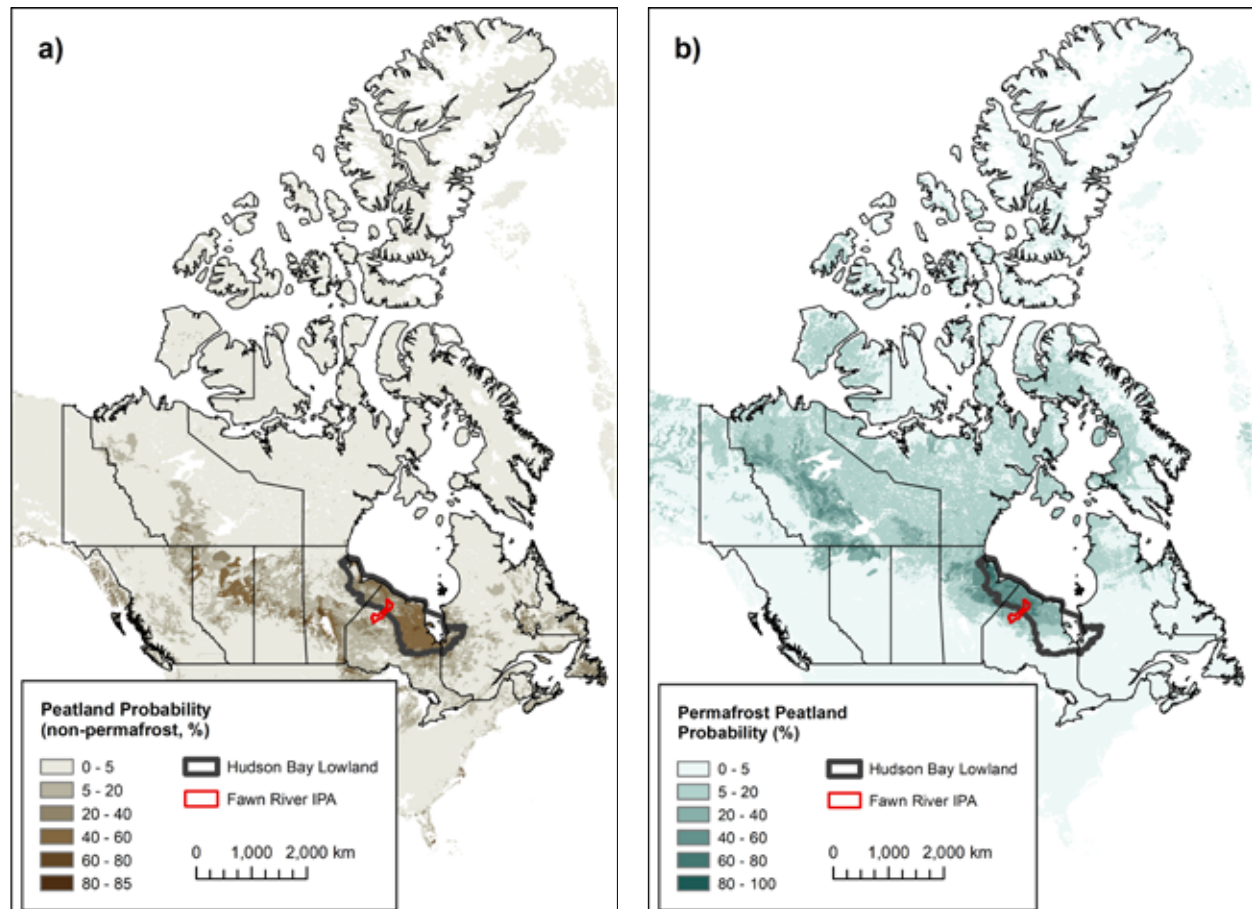 a)
Peatland Probability
(non-permafrost, %)
0 - 5
5 - 20
20 - 40
40 - 60
60 - 80
80 - 85
Hudson Bay Lowland
Fawn River IPA
0 1,000 2,000 km
b)
Permafrost Peatland
Probability (%)
0 - 5
5 - 20
20 - 40
40 - 60
60 - 80
80 - 100
Hudson Bay Lowland
Fawn River IPA
0 1,000 2,000 km